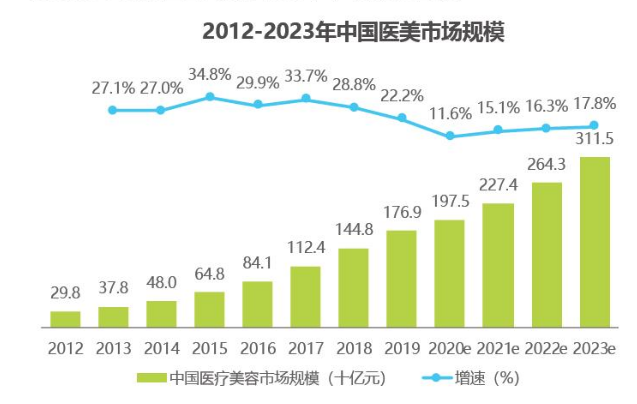 2012-2023年中国医美市场规模
27.1% 27.0% 34.8% 29.9% 33.7% 28.8% 22.2% 11.6% 15.1% 16.3% 17.8%
29.8 37.8 48.0 64.8 84.1 112.4 144.8 176.9 197.5 227.4 264.3 311.5
2012 2013 2014 2015 2016 2017 2018 2019 2020e 2021e 2022e 2023e
中国医疗美容市场规模（十亿元） 增速（%）